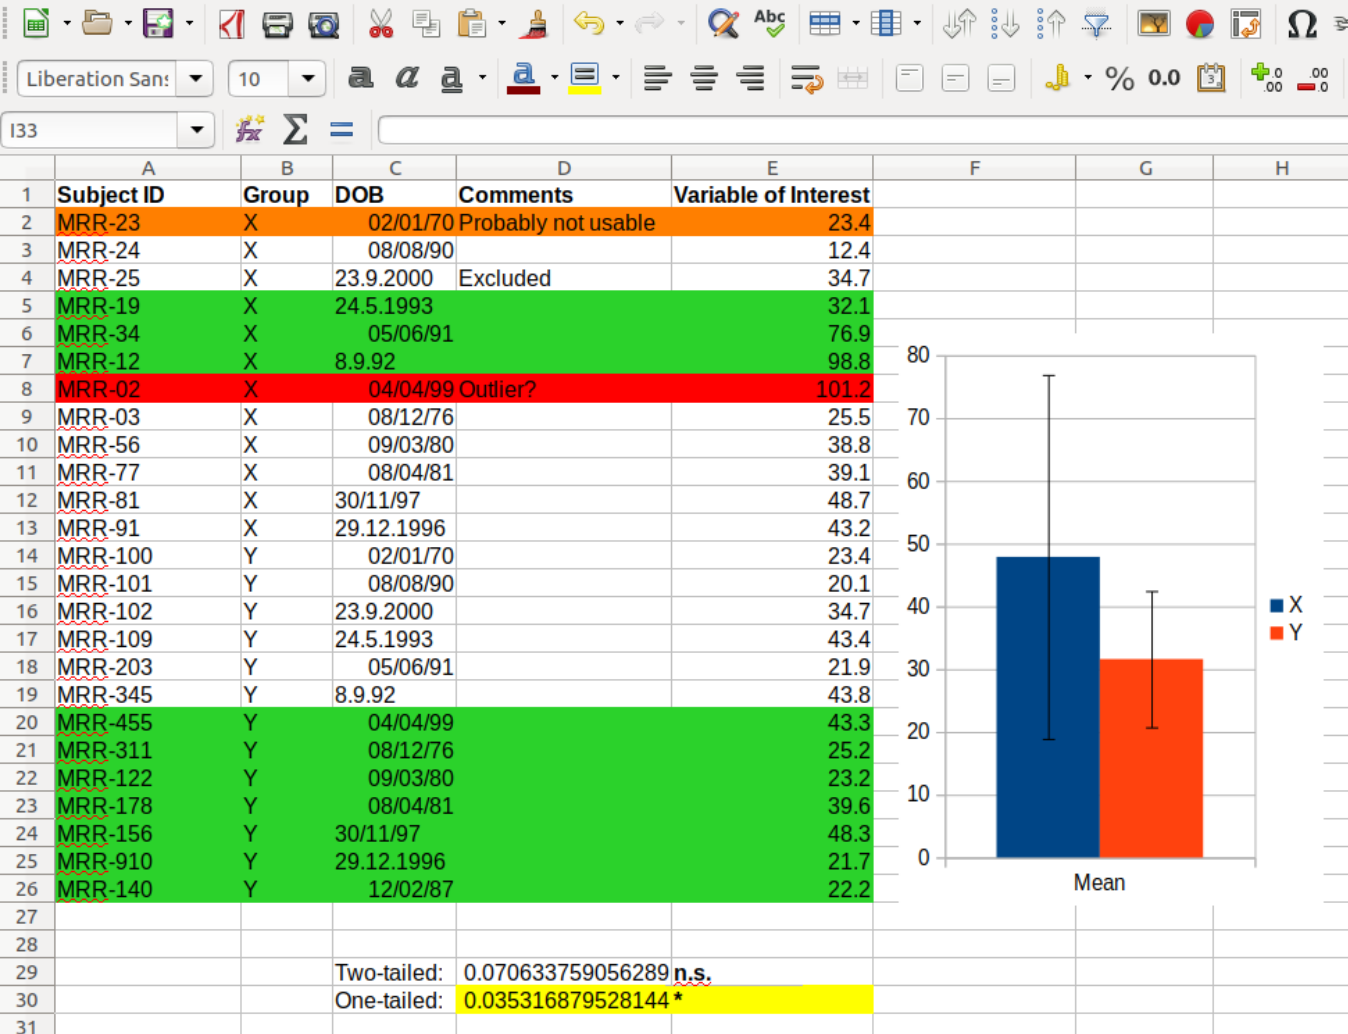 Liberation Sans 10
Abc
% 0.0
I33
A B C D E F G H
1 Subject ID Group DOB Comments Variable of Interest
2 MRR-23 X 02/01/70 Probably not usable 23.4
3 MRR-24 X 08/08/90 12.4
4 MRR-25 X 23.9.2000 Excluded 34.7
5 MRR-19 X 24.5.1993 32.1
6 MRR-34 X 05/06/91 76.9
7 MRR-12 X 8.9.92 98.8
8 MRR-02 X 04/04/99 Outlier? 101.2
9 MRR-03 X 08/12/76 25.5
10 MRR-56 X 09/03/80 38.8
11 MRR-77 X 08/04/81 39.1
12 MRR-81 X 30/11/97 48.7
13 MRR-91 X 29.12.1996 43.2
14 MRR-100 Y 02/01/70 23.4
15 MRR-101 Y 08/08/90 20.1
16 MRR-102 Y 23.9.2000 34.7
17 MRR-109 Y 24.5.1993 43.4
18 MRR-203 Y 05/06/91 21.9
19 MRR-345 Y 8.9.92 43.8
20 MRR-455 Y 04/04/99 43.3
21 MRR-311 Y 08/12/76 25.2
22 MRR-122 Y 09/03/80 23.2
23 MRR-178 Y 08/04/81 39.6
24 MRR-156 Y 30/11/97 48.3
25 MRR-910 Y 29.12.1996 21.7
26 MRR-140 Y 12/02/87 22.2
27
28
29 Two-tailed: 0.070633759056289 n.s.
30 One-tailed: 0.035316879528144 *
31
80
70
60
50
40
30
20
10
0
Mean
X
Y